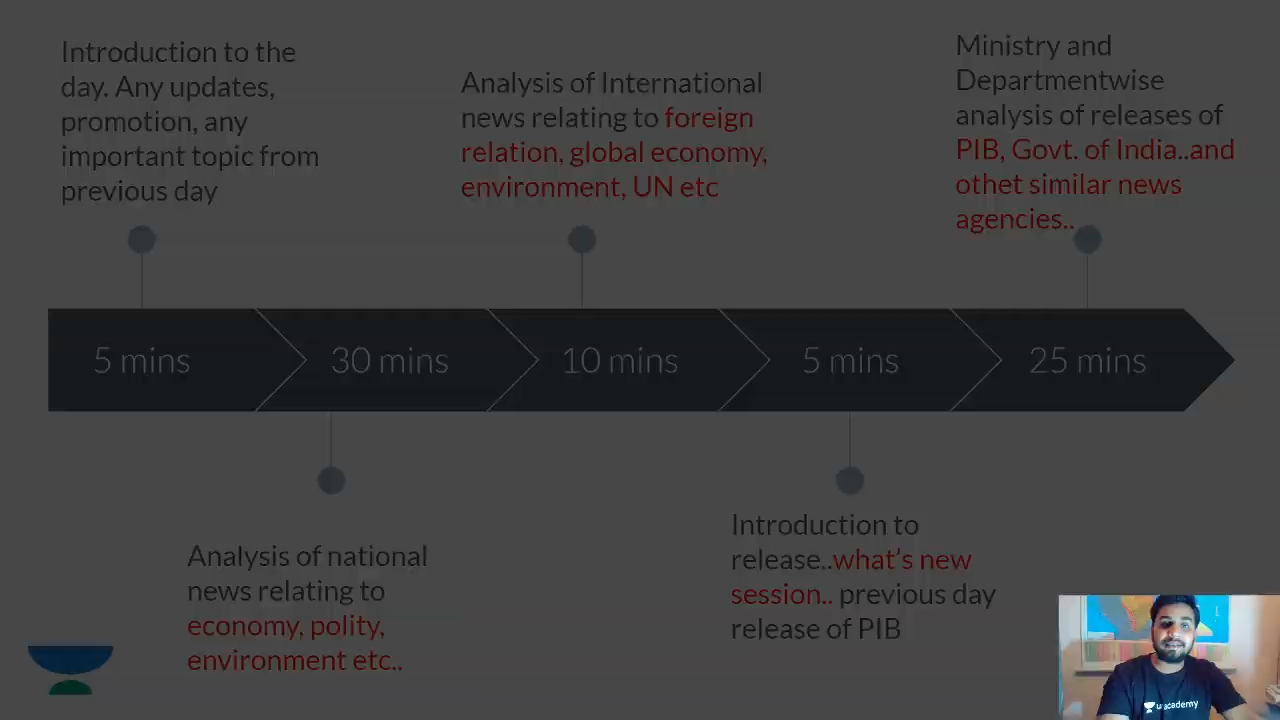 Introduction to the
day. Any updates,
promotion, any
important topic from
previous day
Analysis of International
news relating to foreign
relation, global economy,
environment, UN etc
Ministry and
Departmentwise
analysis of releases of
PIB, Govt. of India..and
othet similar news
agencies..
5 mins
30 mins
10 mins
5 mins
25 mins
Analysis of national
news relating to
economy, polity,
environment etc..
Introduction to
release..what's new
session.. previous day
release of PIB
unacademy